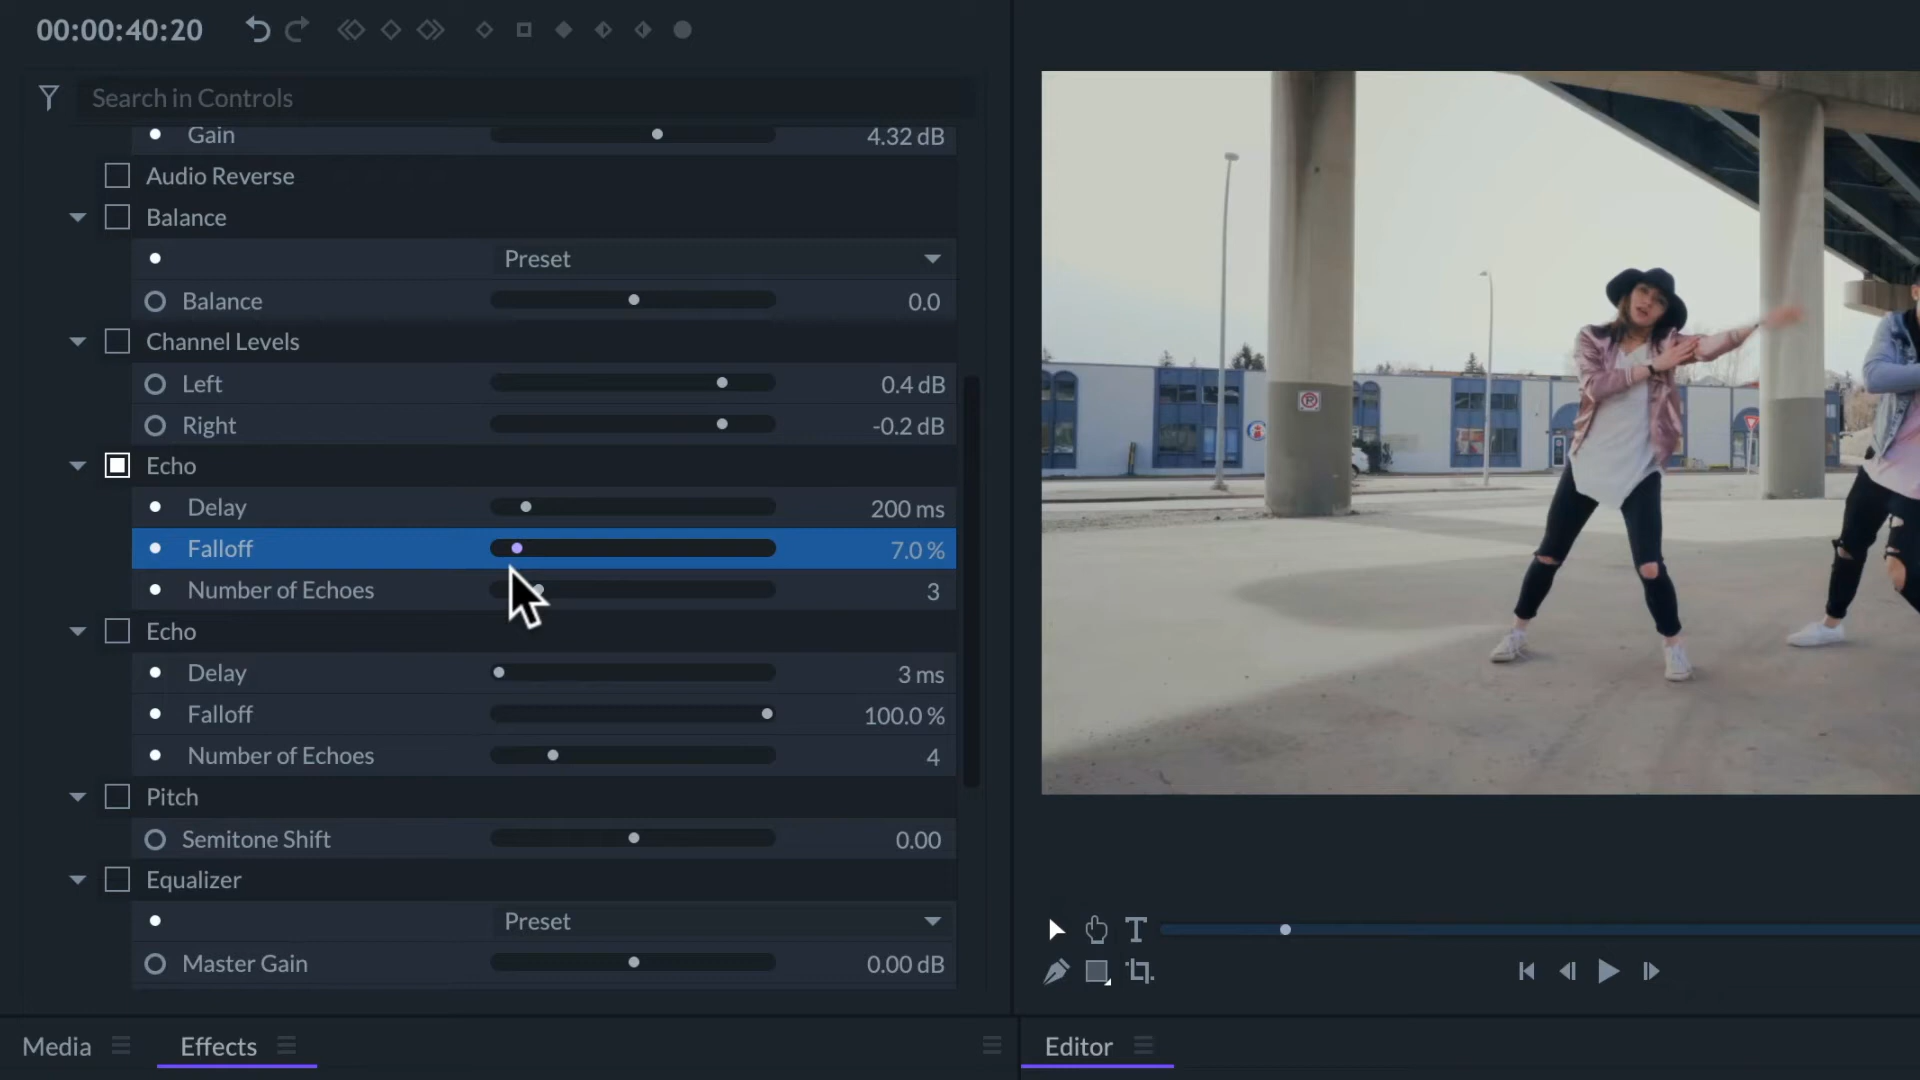 00:00:40:20
Search in Controls
Gain 4.32 dB
Audio Reverse
Balance
Preset
Balance 0.0
Channel Levels
Left 0.4 dB
Right -0.2 dB
Echo
Delay 200 ms
Falloff 7.0 %
Number of Echoes 3
Echo
Delay 3 ms
Falloff 100.0 %
Number of Echoes 4
Pitch
Semitone Shift 0.00
Equalizer
Preset
Master Gain 0.00 dB
Media Effects Editor